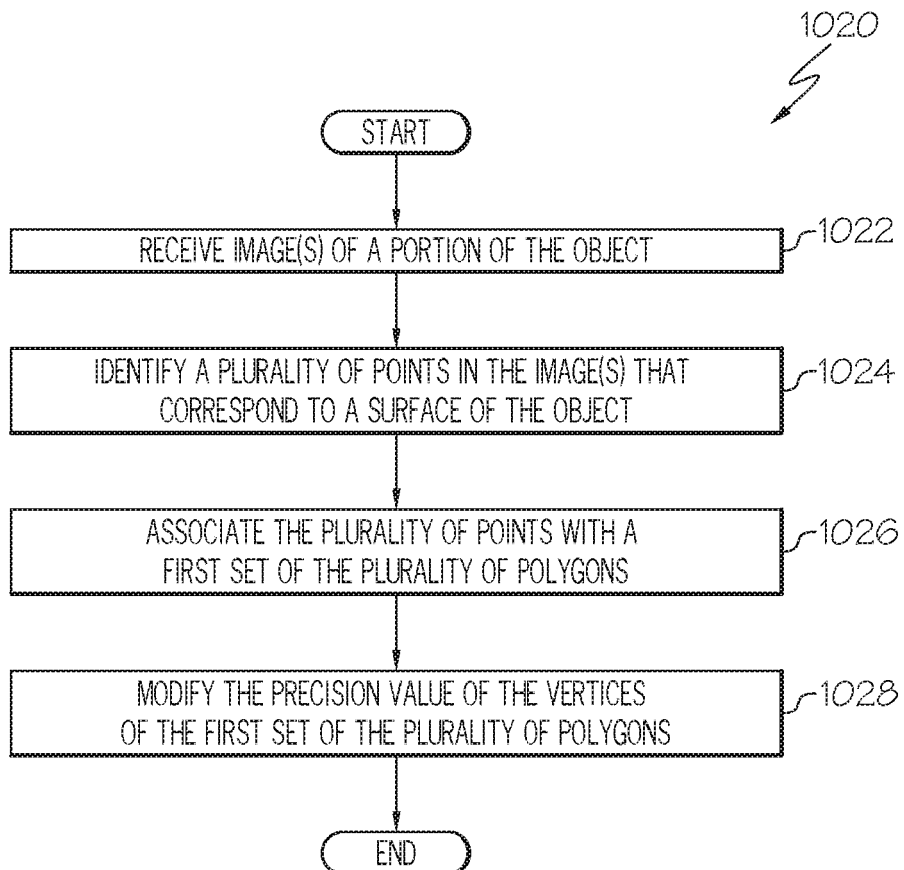 1020
START
RECEIVE IMAGE(S) OF A PORTION OF THE OBJECT
1022
IDENTIFY A PLURALITY OF POINTS IN THE IMAGE(S) THAT
CORRESPOND TO A SURFACE OF THE OBJECT
1024
ASSOCIATE THE PLURALITY OF POINTS WITH A
FIRST SET OF THE PLURALITY OF POLYGONS
1026
MODIFY THE PRECISION VALUE OF THE VERTICES
OF THE FIRST SET OF THE PLURALITY OF POLYGONS
1028
END